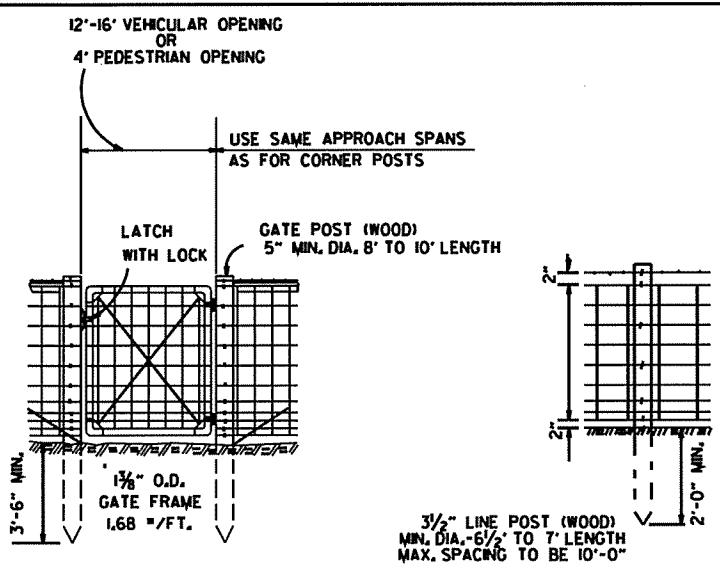 12'-16' VEHICULAR OPENING
OR
4' PEDESTRIAN OPENING
USE SAME APPROACH SPANS
AS FOR CORNER POSTS
LATCH
WITH LOCK
GATE POST (WOOD)
5" MIN. DIA. 8' TO 10' LENGTH
2"
2"
3'-6" MIN.
1⅜" O.D.
GATE FRAME
1.68 #/FT.
2'-0" MIN.
3½" LINE POST (WOOD)
MIN. DIA.-6½' TO 7' LENGTH
MAX. SPACING TO BE 10'-0"